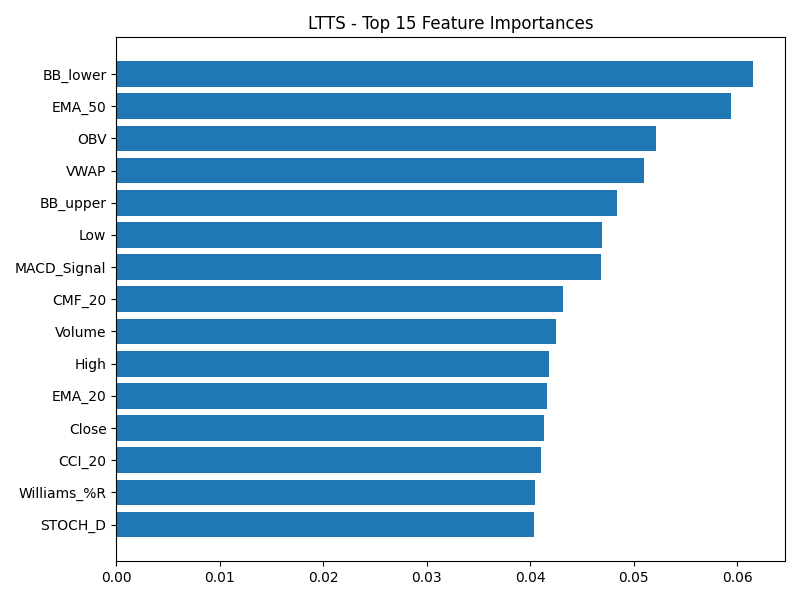 LTTS - Top 15 Feature Importances
BB_lower
EMA_50
OBV
VWAP
BB_upper
Low
MACD_Signal
CMF_20
Volume
High
EMA_20
Close
CCI_20
Williams_%R
STOCH_D
0.00 0.01 0.02 0.03 0.04 0.05 0.06